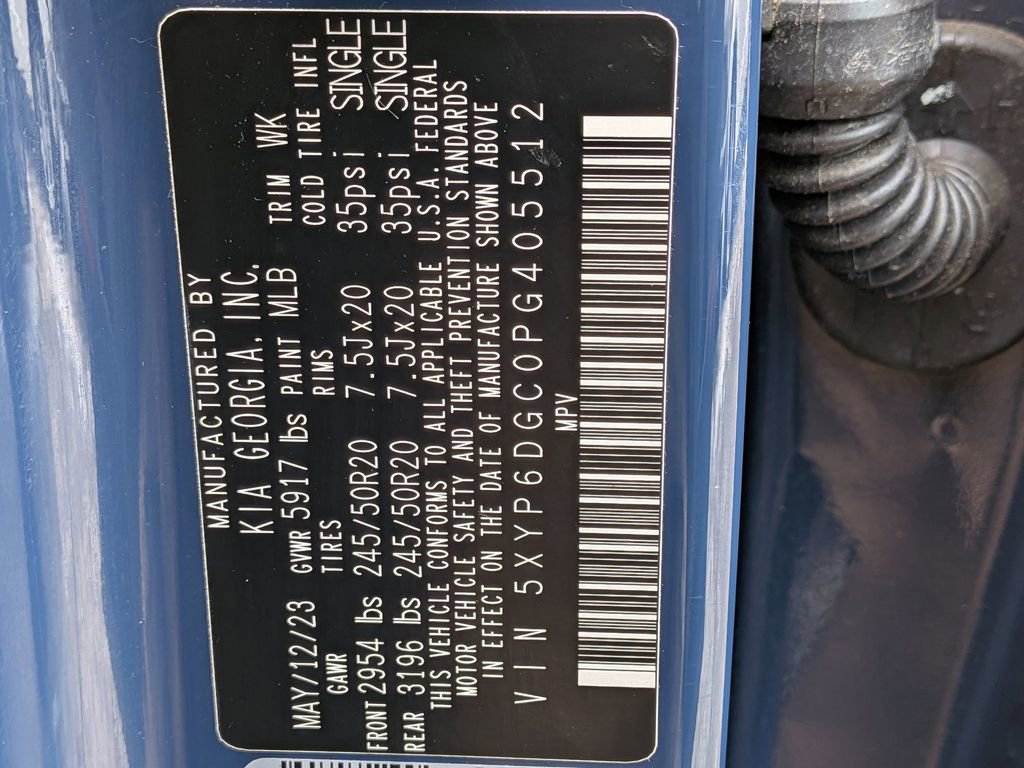 MANUFACTURED BY
KIA GEORGIA, INC.
MAY/12/23 GVWR 5917 lbs PAINT MLB TRIM WK
GAWR TIRES RIMS COLD TIRE INFL
FRONT 2954 lbs 245/50R20 7.5Jx20 35psi SINGLE
REAR 3196 lbs 245/50R20 7.5Jx20 35psi SINGLE
THIS VEHICLE CONFORMS TO ALL APPLICABLE U.S.A. FEDERAL
MOTOR VEHICLE SAFETY AND THEFT PREVENTION STANDARDS
IN EFFECT ON THE DATE OF MANUFACTURE SHOWN ABOVE
VIN 5XYP6DGC0PG405512
MPV